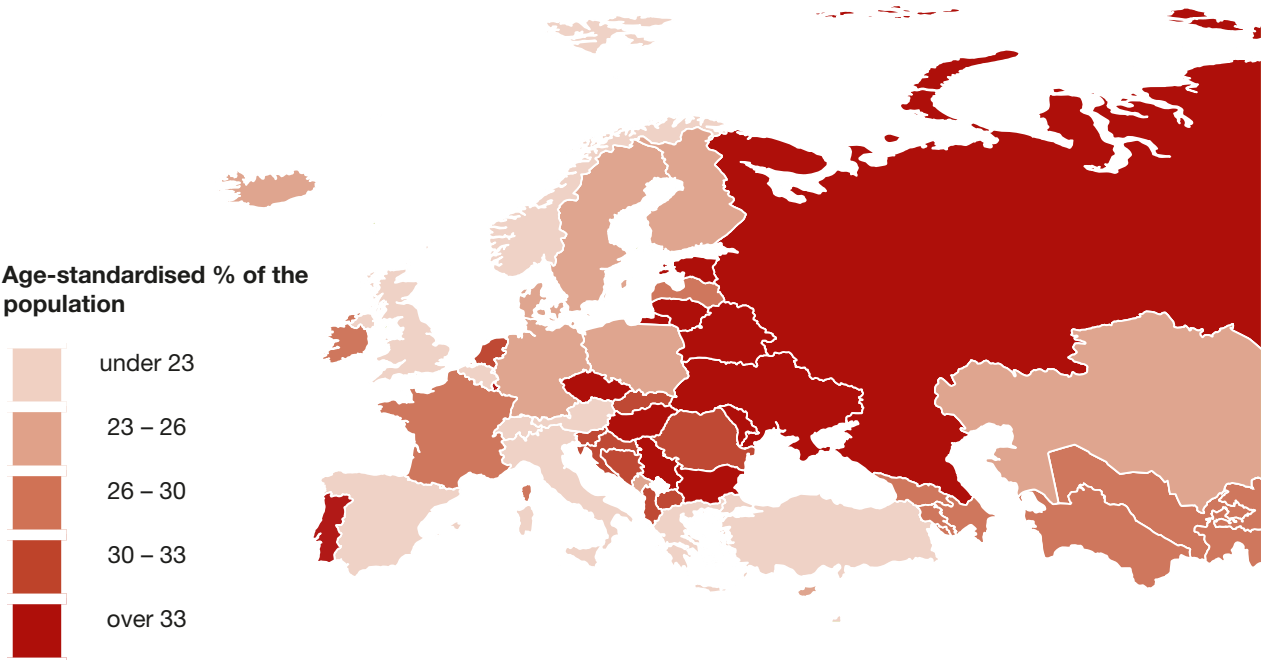 Age-standardised % of the
population
under 23
23 – 26
26 – 30
30 – 33
over 33